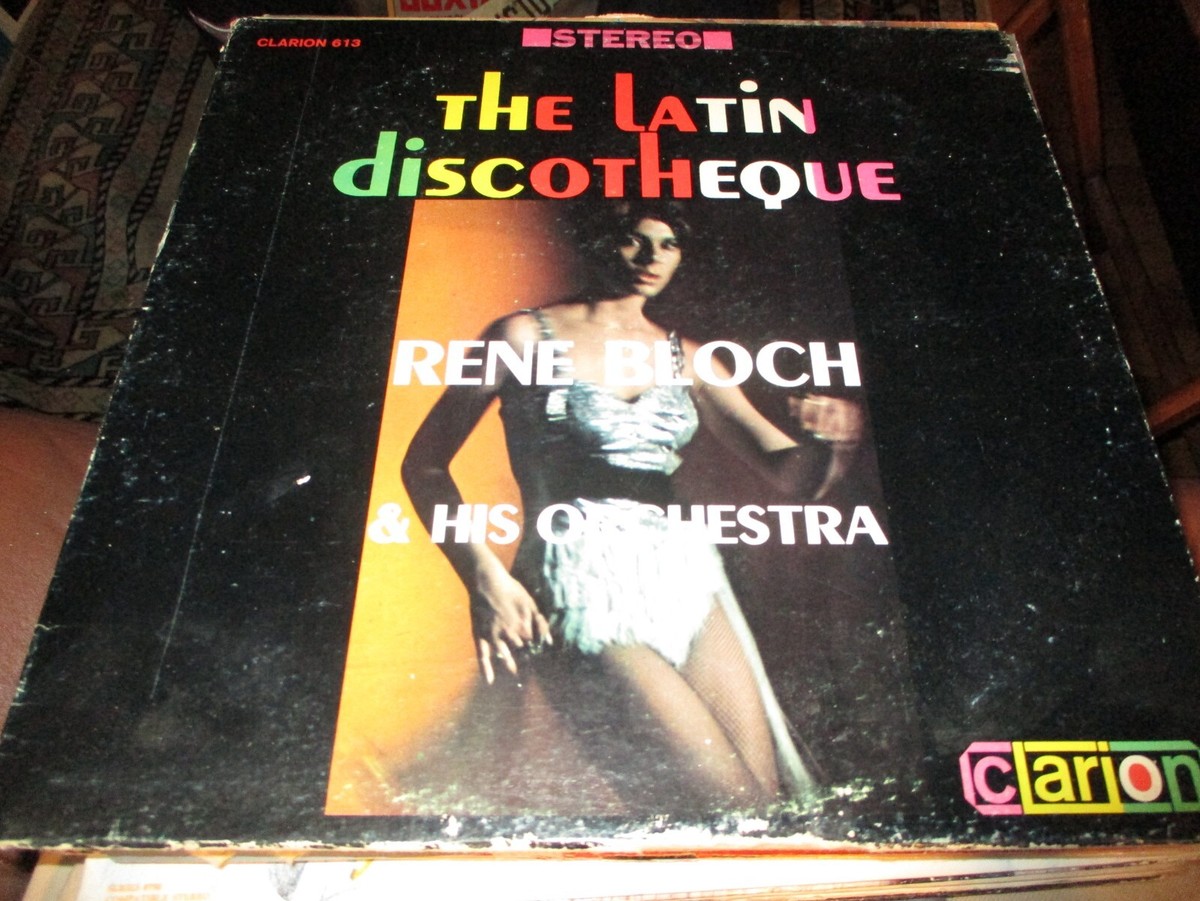 CLARION 613
STEREO
THE LATIN
discOTHEQUE
RENE BLOCH
& HIS ORCHESTRA
clarion